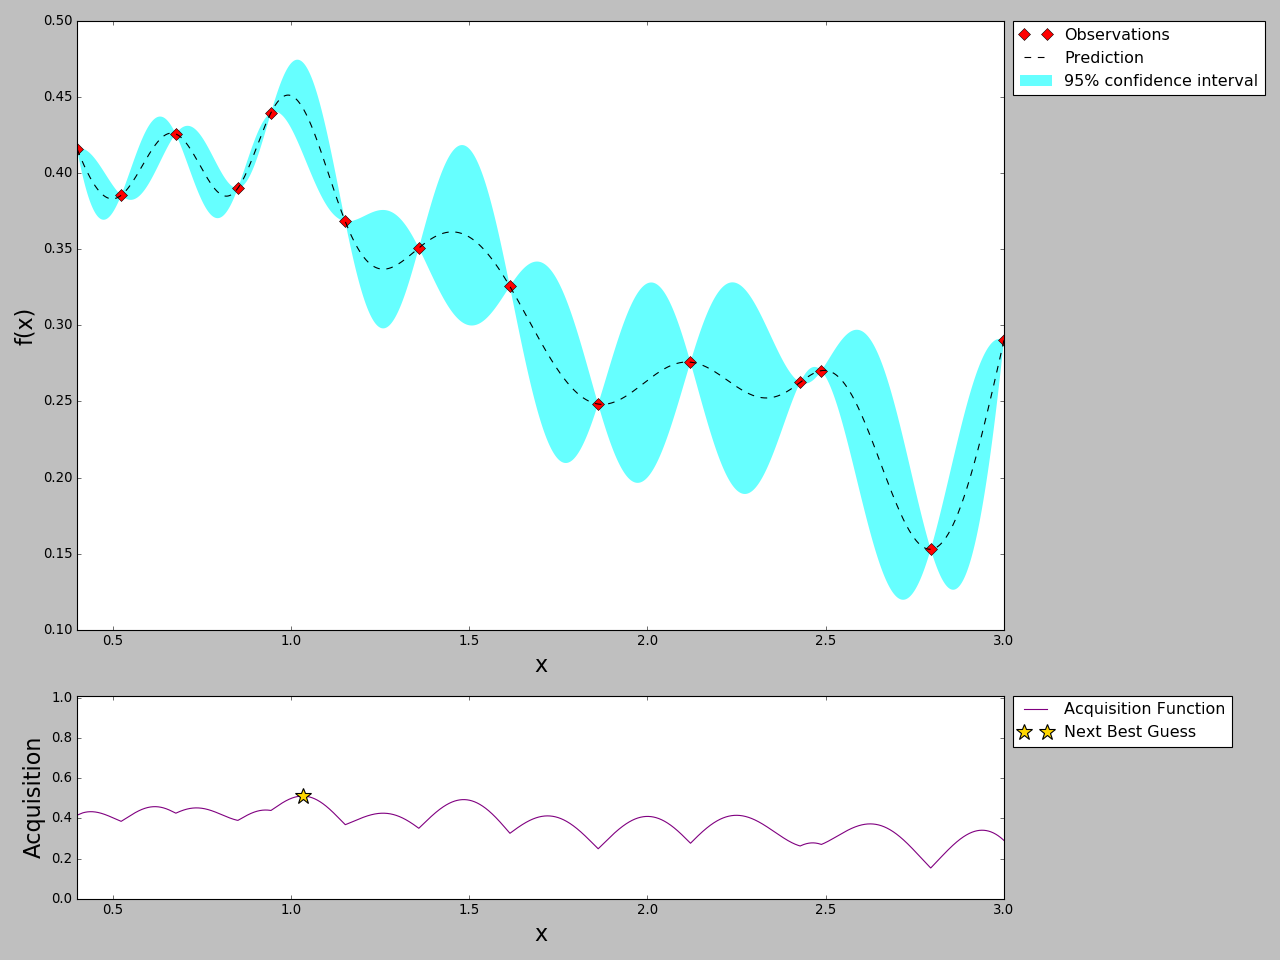 0.50
0.45
0.40
0.35
0.30
0.25
0.20
0.15
0.10
f(x)
0.5 1.0 1.5 2.0 2.5 3.0
x
Observations
Prediction
95% confidence interval
1.0
0.8
0.6
0.4
0.2
0.0
Acquisition
0.5 1.0 1.5 2.0 2.5 3.0
x
Acquisition Function
Next Best Guess